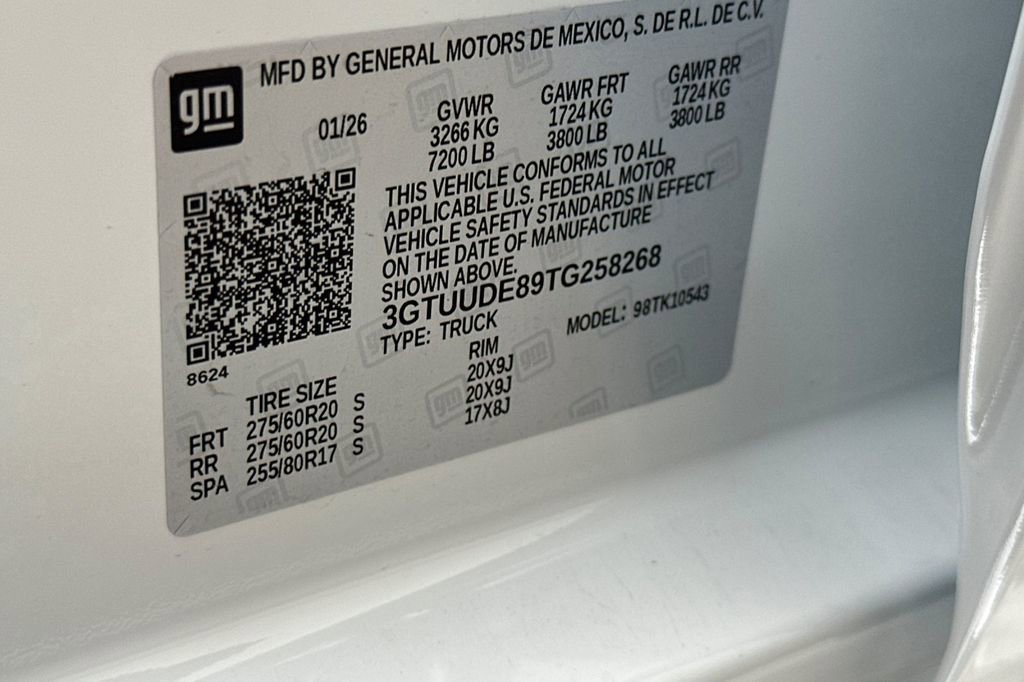 MFD BY GENERAL MOTORS DE MEXICO, S. DE R.L. DE C.V.
gm
01/26 GVWR GAWR FRT GAWR RR
3266 KG 1724 KG 1724 KG
7200 LB 3800 LB 3800 LB
THIS VEHICLE CONFORMS TO ALL
APPLICABLE U.S. FEDERAL MOTOR
VEHICLE SAFETY STANDARDS IN EFFECT
ON THE DATE OF MANUFACTURE
SHOWN ABOVE.
3GTUUDE89TG258268
TYPE: TRUCK MODEL: 98TK10543
8624
TIRE SIZE RIM
FRT 275/60R20 S 20X9J
RR 275/60R20 S 20X9J
SPA 255/80R17 S 17X8J